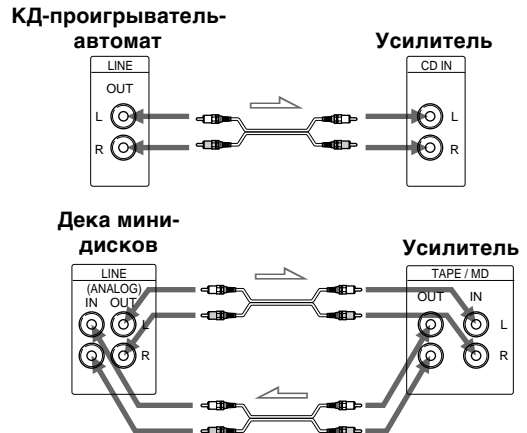 КД-проигрыватель-
автомат
Усилитель
LINE
CD IN
OUT
L
L
R
R
Дека мини-
дисков
Усилитель
LINE
(ANALOG)
TAPE / MD
IN OUT
OUT IN
L
L
R
R